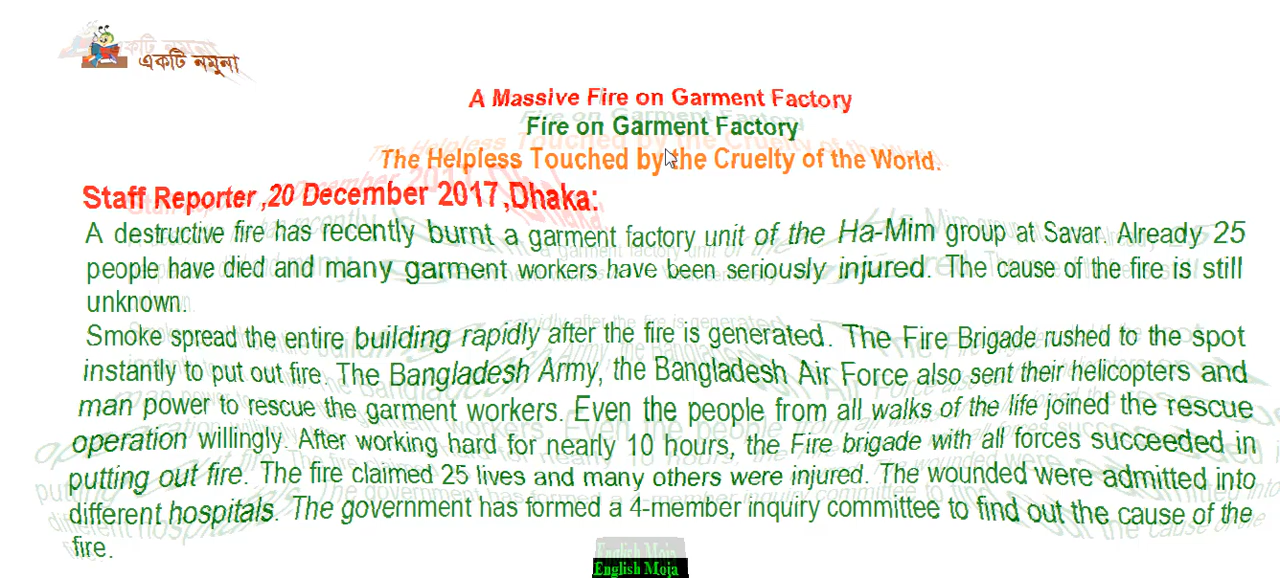 একটি নমুনা
A Massive Fire on Garment Factory
Fire on Garment Factory
The Helpless Touched by the Cruelty of the World.
Staff Reporter ,20 December 2017 ,Dhaka:
A destructive fire has recently burnt a garment factory unit of the Ha-Mim group at Savar. Already 25
people have died and many garment workers have been seriously injured. The cause of the fire is still
unknown.
Smoke spread the entire building rapidly after the fire is generated. The Fire Brigade rushed to the spot
instantly to put out fire. The Bangladesh Army, the Bangladesh Air Force also sent their helicopters and
man power to rescue the garment workers. Even the people from all walks of the life joined the rescue
operation willingly. After working hard for nearly 10 hours, the Fire brigade with all forces succeeded in
putting out fire. The fire claimed 25 lives and many others were injured. The wounded were admitted into
different hospitals. The government has formed a 4-member inquiry committee to find out the cause of the
fire.
English Moja